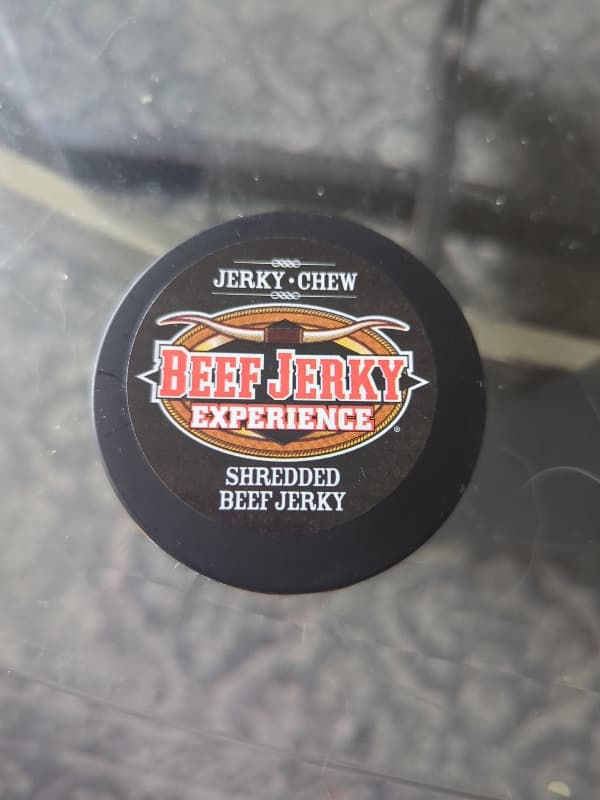 JERKY · CHEW
BEEF JERKY
EXPERIENCE
®
SHREDDED
BEEF JERKY